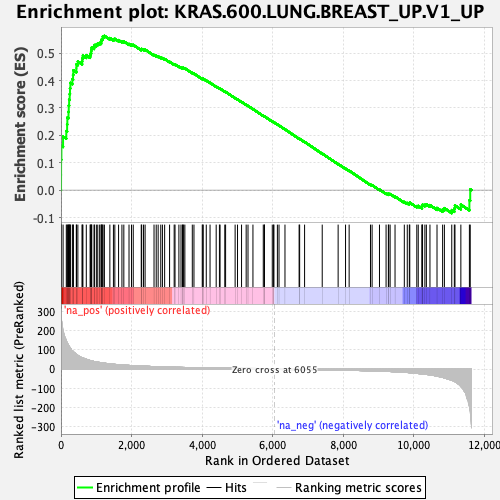 Enrichment plot: KRAS.600.LUNG.BREAST_UP.V1_UP
Enrichment score (ES)
0.5
0.4
0.3
0.2
0.1
0.0
-0.1
'na_pos' (positively correlated)
Ranked list metric (PreRanked)
300
200
100
0
-100
-200
-300
Zero cross at 6055
'na_neg' (negatively correlated)
0
2,000
4,000
6,000
8,000
10,000
12,000
Rank in Ordered Dataset
Enrichment profile
Hits
Ranking metric scores